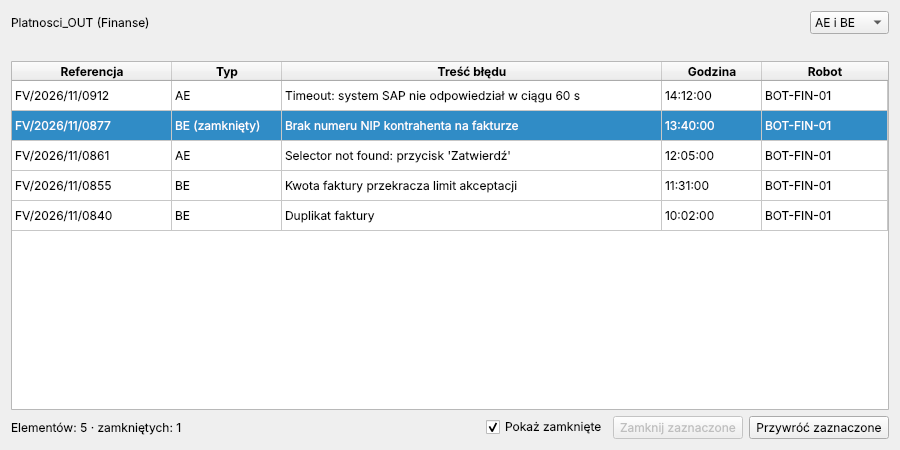 Platnosci_OUT (Finanse)
AE i BE
Referencja Typ Treść błędu Godzina Robot
FV/2026/11/0912 AE Timeout: system SAP nie odpowiedział w ciągu 60 s 14:12:00 BOT-FIN-01
FV/2026/11/0877 BE (zamknięty) Brak numeru NIP kontrahenta na fakturze 13:40:00 BOT-FIN-01
FV/2026/11/0861 AE Selector not found: przycisk 'Zatwierdź' 12:05:00 BOT-FIN-01
FV/2026/11/0855 BE Kwota faktury przekracza limit akceptacji 11:31:00 BOT-FIN-01
FV/2026/11/0840 BE Duplikat faktury 10:02:00 BOT-FIN-01
Elementów: 5 · zamkniętych: 1
Pokaż zamknięte
Zamknij zaznaczone
Przywróć zaznaczone